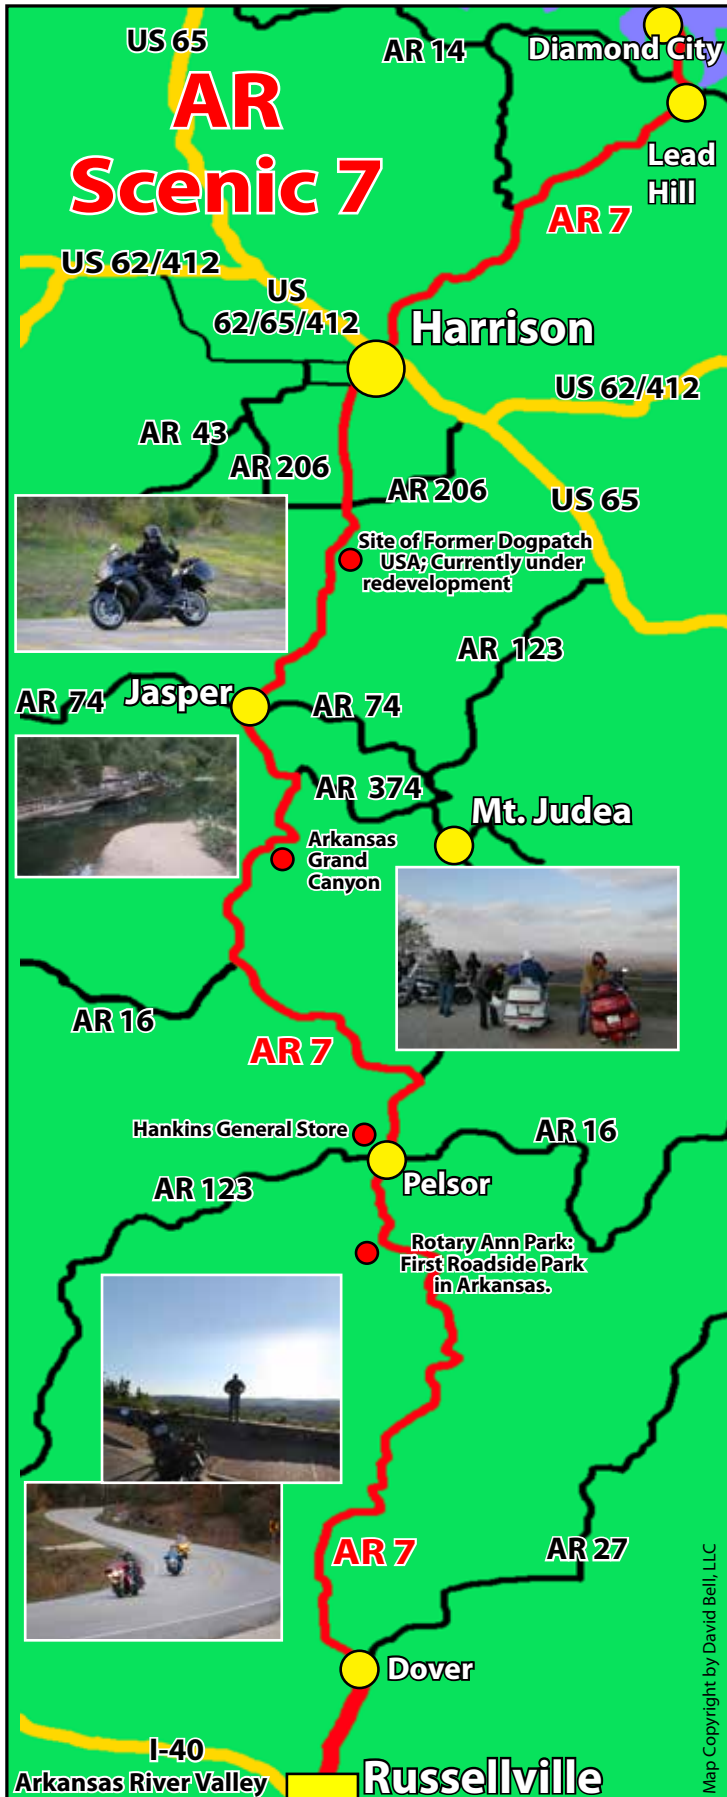 US 65
AR 14
Diamond City
AR
Scenic 7
Lead
Hill
AR 7
US 62/412
US
62/65/412
Harrison
US 62/412
AR 43
AR 206
AR 206
US 65
Site of Former Dogpatch
USA; Currently under
redevelopment
AR 123
AR 74
Jasper
AR 74
AR 374
Mt. Judea
Arkansas
Grand
Canyon
AR 16
AR 7
Hankins General Store
AR 16
AR 123
Pelsor
Rotary Ann Park:
First Roadside Park
in Arkansas.
AR 7
AR 27
Dover
I-40
Arkansas River Valley
Russellville
Map Copyright by David Bell, LLC